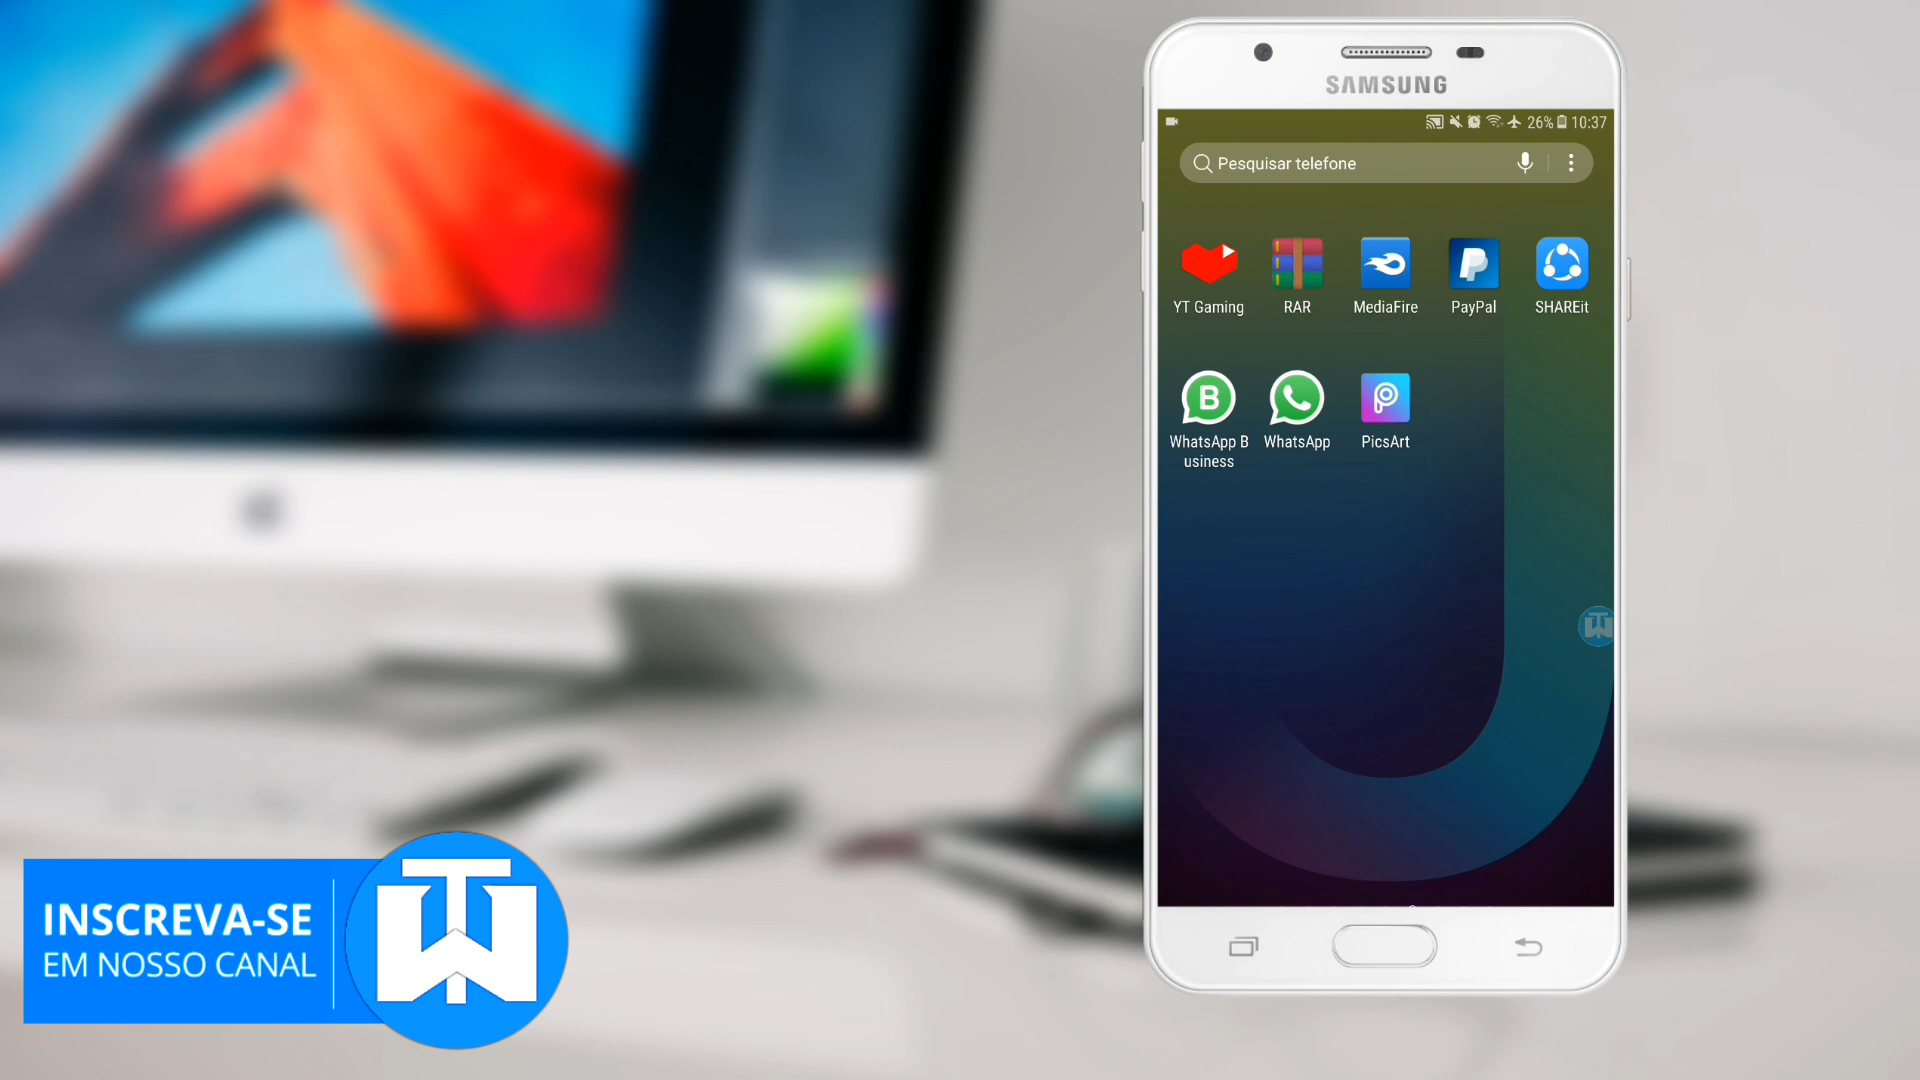 SAMSUNG
26% 10:37
Pesquisar telefone
YT Gaming
RAR
MediaFire
PayPal
SHAREit
B
WhatsApp B
usiness
WhatsApp
PicsArt
INSCREVA-SE
EM NOSSO CANAL